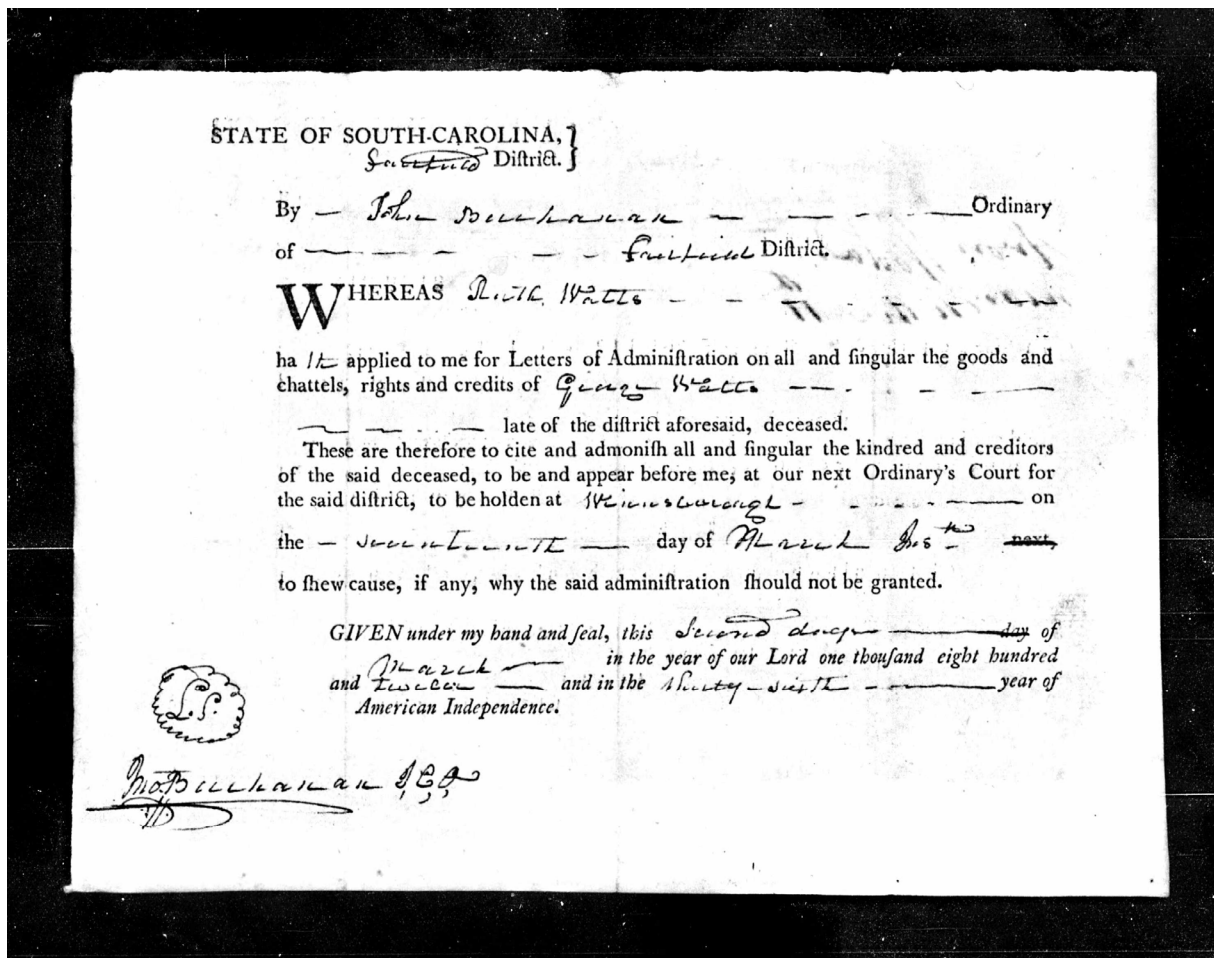 STATE OF SOUTH-CAROLINA, }
Fairfield Diſtrict.
By — John Buchanan — — - - — Ordinary
of — — — - — - Fairfield Diſtrict.
WHEREAS Ruth Watts - - - - -
ha th applied to me for Letters of Adminiſtration on all and ſingular the goods and
chattels, rights and credits of George Watts — - - - —
— — - — late of the diſtrict aforeſaid, deceaſed.
Theſe are therefore to cite and admoniſh all and ſingular the kindred and creditors
of the ſaid deceaſed, to be and appear before me, at our next Ordinary's Court for
the ſaid diſtrict, to be holden at Winnsborough - - - - — on
the — seventeenth — day of March Inst next,
to ſhew cauſe, if any, why the ſaid adminiſtration ſhould not be granted.
GIVEN under my hand and ſeal, this Second day — day of
March — in the year of our Lord one thouſand eight hundred
and twelve — and in the thirty-sixth - — year of
American Independence.
L.S.
Jno. Buchanan